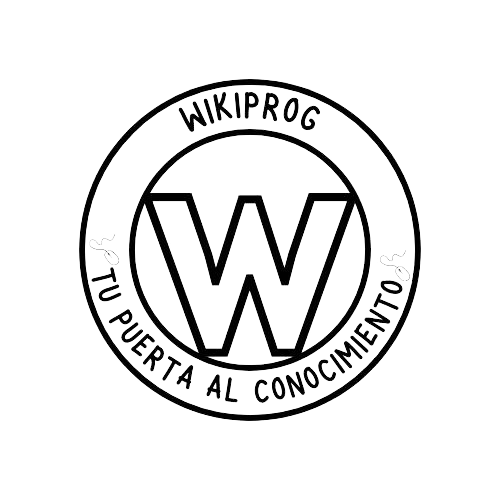 WIKIPROG
W
TU PUERTA AL CONOCIMIENTO